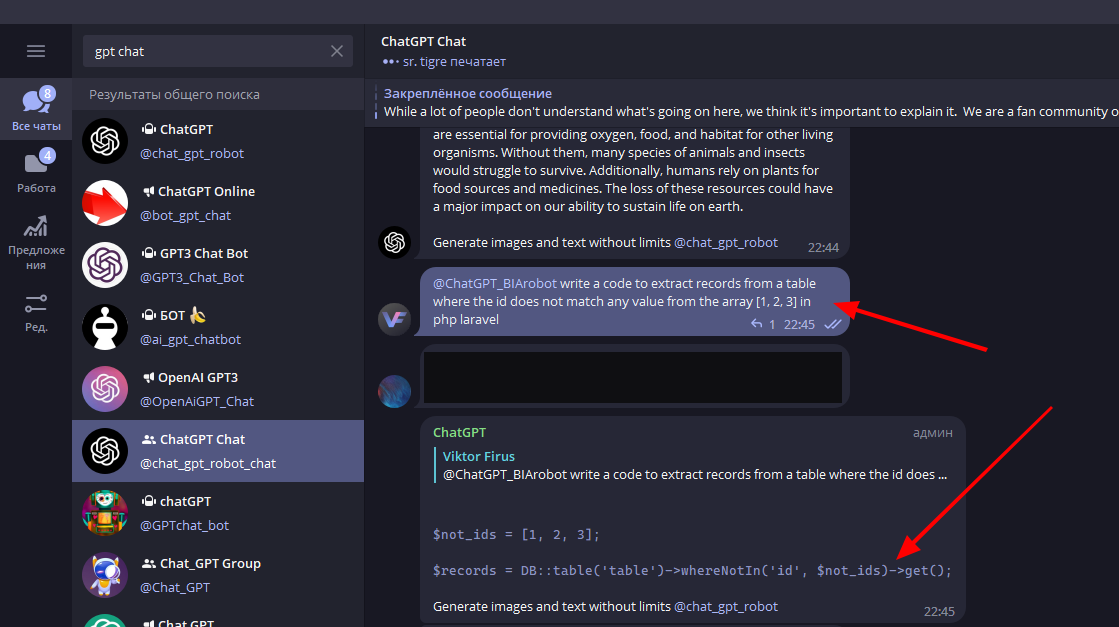 gpt chat
8
Все чаты
4
Работа
Предложе
ния
Ред.
Результаты общего поиска
ChatGPT
@chat_gpt_robot
ChatGPT Online
@bot_gpt_chat
GPT3 Chat Bot
@GPT3_Chat_Bot
БОТ 🍌
@ai_gpt_chatbot
OpenAI GPT3
@OpenAiGPT_Chat
ChatGPT Chat
@chat_gpt_robot_chat
chatGPT
@GPTchat_bot
Chat_GPT Group
@Chat_GPT
Chat GPT
ChatGPT Chat
sr. tigre печатает
Закреплённое сообщение
While a lot of people don't understand what's going on here, we think it's important to explain it. We are a fan community o
are essential for providing oxygen, food, and habitat for other living
organisms. Without them, many species of animals and insects
would struggle to survive. Additionally, humans rely on plants for
food sources and medicines. The loss of these resources could have
a major impact on our ability to sustain life on earth.
Generate images and text without limits @chat_gpt_robot
22:44
@ChatGPT_BIArobot write a code to extract records from a table
where the id does not match any value from the array [1, 2, 3] in
php laravel
1 22:45
VF
ChatGPT админ
Viktor Firus
@ChatGPT_BIArobot write a code to extract records from a table where the id does ...
$not_ids = [1, 2, 3];
$records = DB::table('table')->whereNotIn('id', $not_ids)->get();
Generate images and text without limits @chat_gpt_robot
22:45